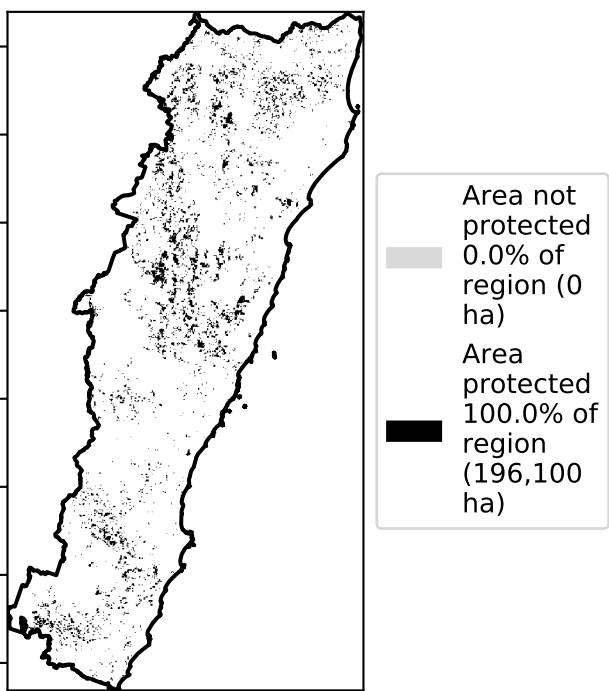 Area not
protected
0.0% of
region (0
ha)
Area
protected
100.0% of
region
(196,100
ha)